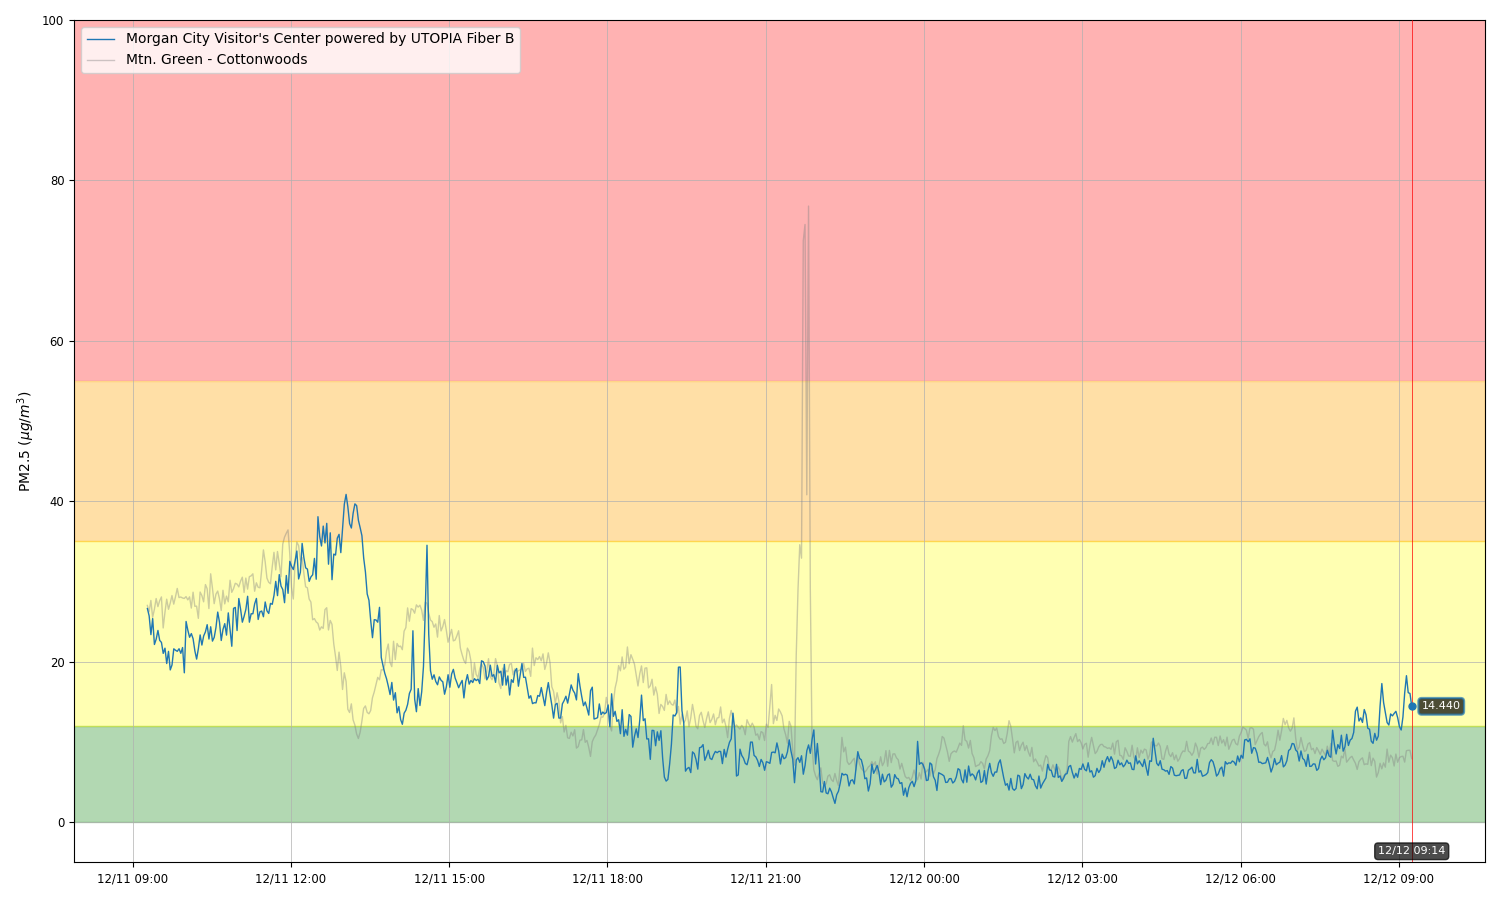 100
Morgan City Visitor's Center powered by UTOPIA Fiber B
Mtn. Green - Cottonwoods
80
60
PM2.5 (μg/m³)
40
20
14.440
0
12/12 09:14
12/11 09:00 12/11 12:00 12/11 15:00 12/11 18:00 12/11 21:00 12/12 00:00 12/12 03:00 12/12 06:00 12/12 09:00